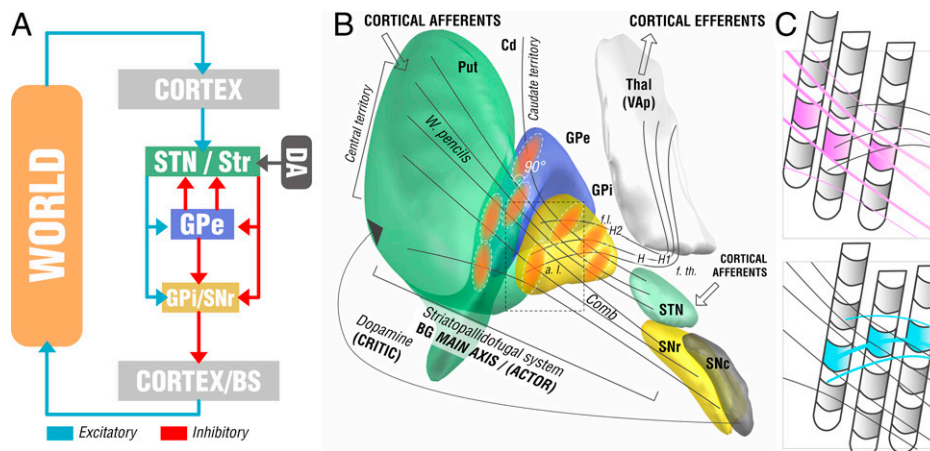 A
WORLD
CORTEX
STN / Str
DA
GPe
GPi/SNr
CORTEX/BS
Excitatory
Inhibitory
B
CORTICAL AFFERENTS
Cd
CORTICAL EFFERENTS
Put
Caudate territory
Thal
(VAp)
Central territory
W. pencils
GPe
90°
GPi
f.l.
H2
a. l.
H
H1
f. th.
CORTICAL
AFFERENTS
Comb
STN
SNr
SNc
Striatopallidofugal system
BG MAIN AXIS / (ACTOR)
Dopamine
(CRITIC)
C